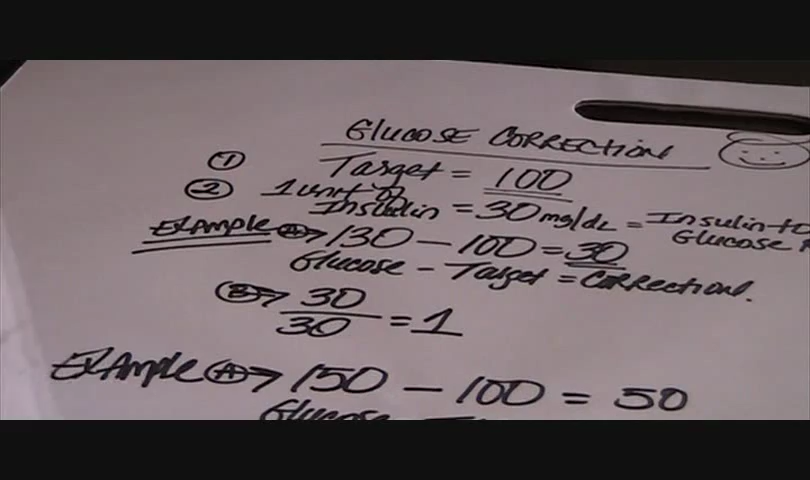 GLUCOSE CORRECTION
① Target = 100
② 1 unit of Insulin = 30 mg/dL = Insulin to Glucose
EXAMPLE Ⓐ→ 130 - 100 = 30
Glucose - Target = CORRECTION.
Ⓑ→ 30
30 = 1
EXAMPLE Ⓐ→ 150 - 100 = 50
Glucose -